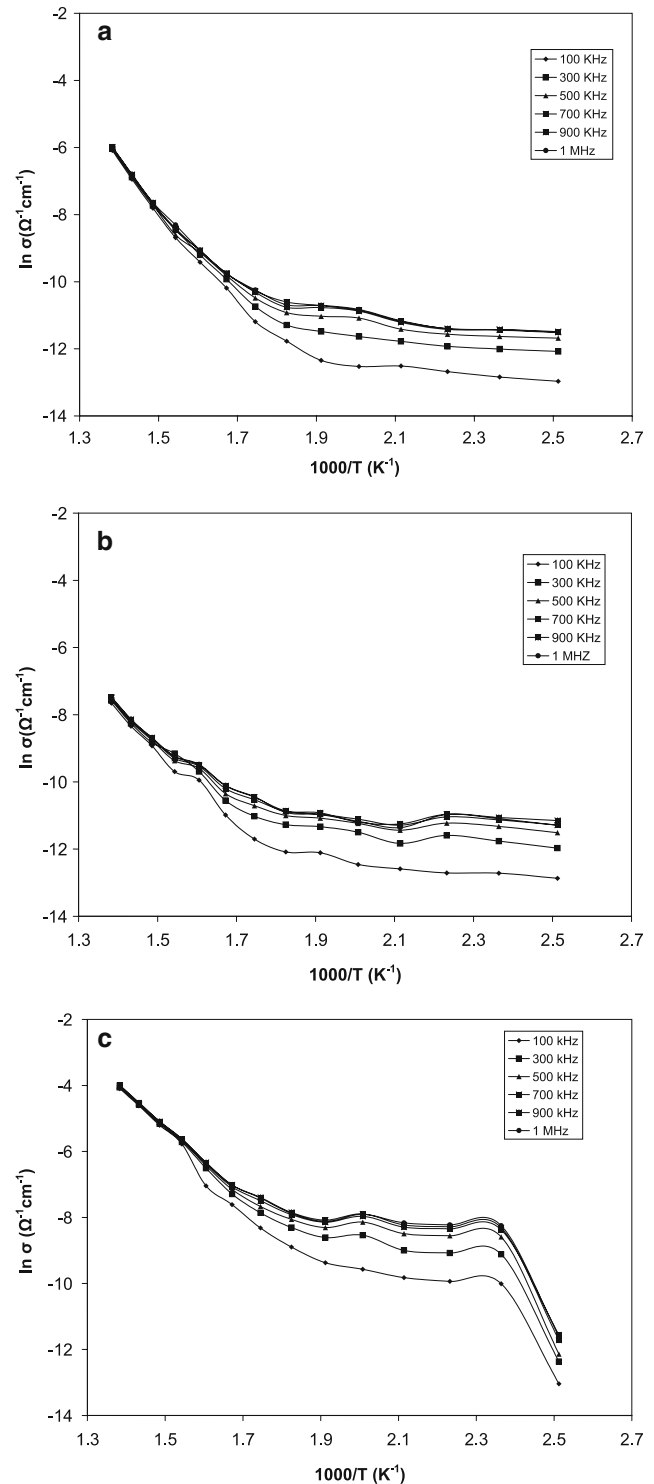 a
-2
-4
-6
-8
-10
-12
-14
ln σ(Ω-1cm-1)
100 KHz
300 KHz
500 KHz
700 KHz
900 KHz
1 MHz
1.3 1.5 1.7 1.9 2.1 2.3 2.5 2.7
1000/T (K-1)
b
-2
-4
-6
-8
-10
-12
-14
ln σ(Ω-1cm-1)
100 KHz
300 KHz
500 KHz
700 KHz
900 KHz
1 MHZ
1.3 1.5 1.7 1.9 2.1 2.3 2.5 2.7
1000/T (K-1)
c
-2
-4
-6
-8
-10
-12
-14
ln σ (Ω-1cm-1)
100 kHz
300 kHz
500 kHz
700 kHz
900 kHz
1 MHz
1.3 1.5 1.7 1.9 2.1 2.3 2.5 2.7
1000/T (K-1)